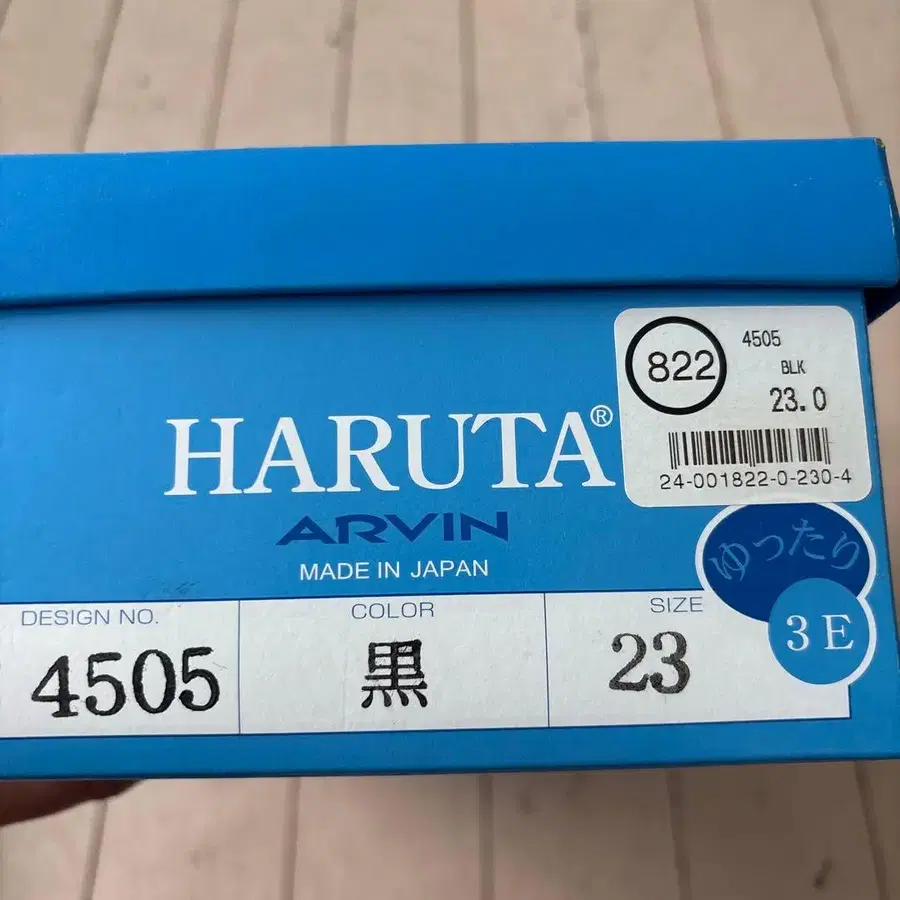 822
4505
BLK
23.0
24-001822-0-230-4
HARUTA®
ARVIN
MADE IN JAPAN
ゆったり
3E
DESIGN NO.
4505
COLOR
黒
SIZE
23